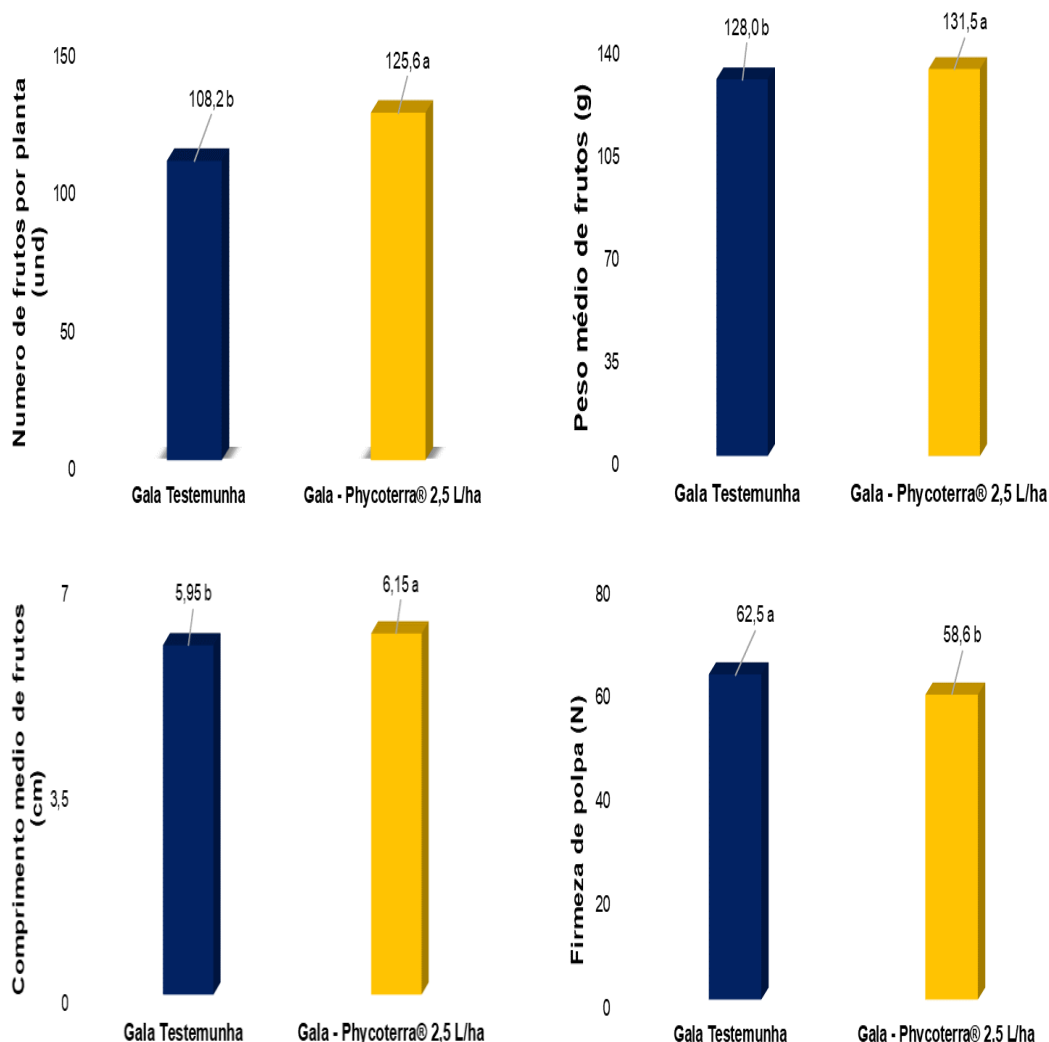 Numero de frutos por planta
(und)
150
100
50
0
108,2 b
125,6 a
Gala Testemunha
Gala - Phycoterra® 2,5 L/ha
Peso médio de frutos (g)
140
105
70
35
0
128,0 b
131,5 a
Gala Testemunha
Gala - Phycoterra® 2,5 L/ha
Comprimento medio de frutos
(cm)
7
3,5
0
5,95 b
6,15 a
Gala Testemunha
Gala - Phycoterra® 2,5 L/ha
Firmeza de polpa (N)
80
60
40
20
0
62,5 a
58,6 b
Gala Testemunha
Gala - Phycoterra® 2,5 L/ha